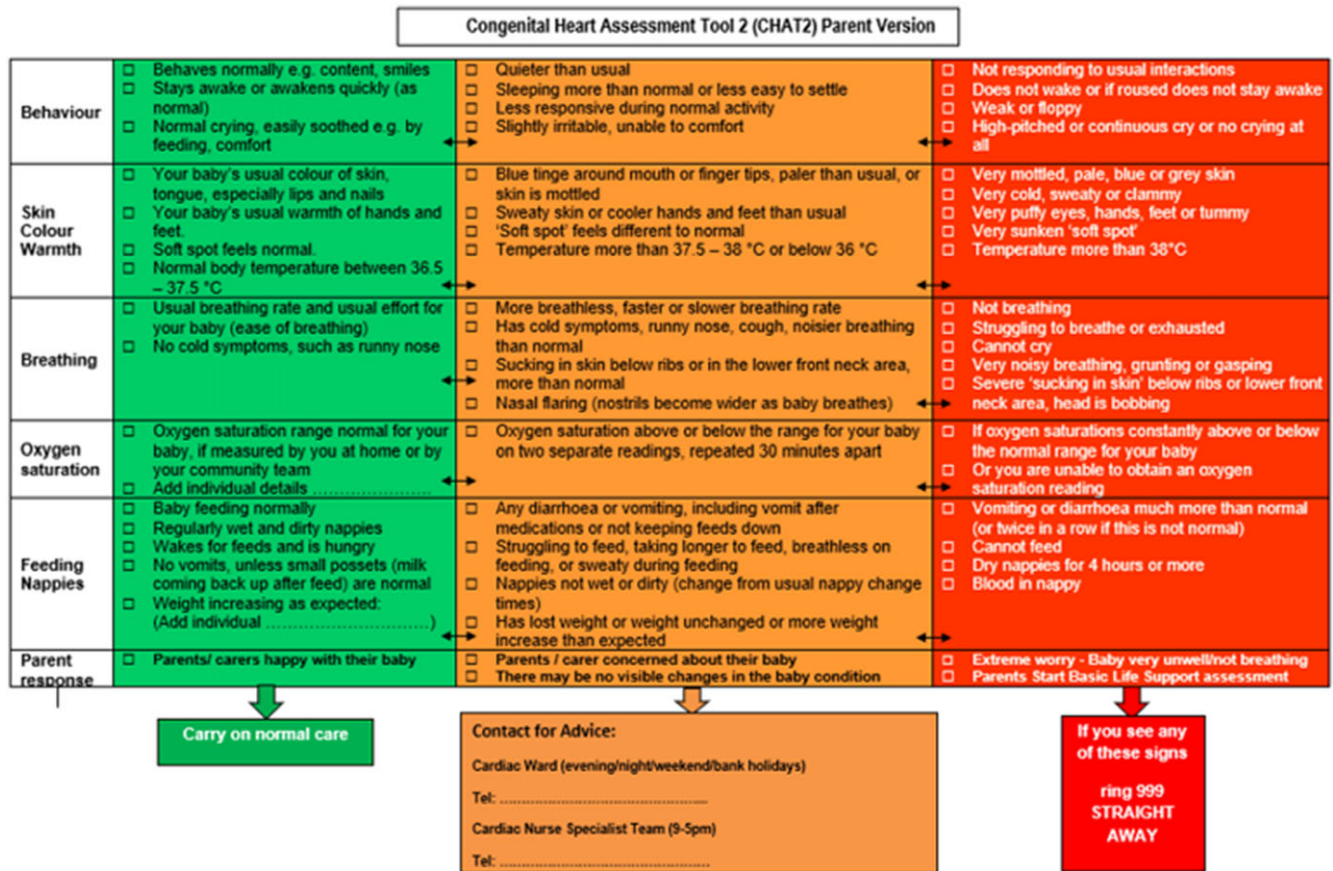 Congenital Heart Assessment Tool 2 (CHAT2) Parent Version
Behaviour
☐ Behaves normally e.g. content, smiles
☐ Stays awake or awakens quickly (as
normal)
☐ Normal crying, easily soothed e.g. by
feeding, comfort
☐ Quieter than usual
☐ Sleeping more than normal or less easy to settle
☐ Less responsive during normal activity
☐ Slightly irritable, unable to comfort
☐ Not responding to usual interactions
☐ Does not wake or if roused does not stay awake
☐ Weak or floppy
☐ High-pitched or continuous cry or no crying at
all
Skin
Colour
Warmth
☐ Your baby's usual colour of skin,
tongue, especially lips and nails
☐ Your baby's usual warmth of hands and
feet.
☐ Soft spot feels normal.
☐ Normal body temperature between 36.5
– 37.5 °C
☐ Blue tinge around mouth or finger tips, paler than usual, or
skin is mottled
☐ Sweaty skin or cooler hands and feet than usual
☐ 'Soft spot' feels different to normal
☐ Temperature more than 37.5 – 38 °C or below 36 °C
☐ Very mottled, pale, blue or grey skin
☐ Very cold, sweaty or clammy
☐ Very puffy eyes, hands, feet or tummy
☐ Very sunken 'soft spot'
☐ Temperature more than 38°C
Breathing
☐ Usual breathing rate and usual effort for
your baby (ease of breathing)
☐ No cold symptoms, such as runny nose
☐ More breathless, faster or slower breathing rate
☐ Has cold symptoms, runny nose, cough, noisier breathing
than normal
☐ Sucking in skin below ribs or in the lower front neck area,
more than normal
☐ Nasal flaring (nostrils become wider as baby breathes)
☐ Not breathing
☐ Struggling to breathe or exhausted
☐ Cannot cry
☐ Very noisy breathing, grunting or gasping
☐ Severe 'sucking in skin' below ribs or lower front
neck area, head is bobbing
Oxygen
saturation
☐ Oxygen saturation range normal for your
baby, if measured by you at home or by
your community team
☐ Add individual details ........................
☐ Oxygen saturation above or below the range for your baby
on two separate readings, repeated 30 minutes apart
☐ If oxygen saturations constantly above or below
the normal range for your baby
☐ Or you are unable to obtain an oxygen
saturation reading
Feeding
Nappies
☐ Baby feeding normally
☐ Regularly wet and dirty nappies
☐ Wakes for feeds and is hungry
☐ No vomits, unless small possets (milk
coming back up after feed) are normal
☐ Weight increasing as expected:
(Add individual ................................)
☐ Any diarrhoea or vomiting, including vomit after
medications or not keeping feeds down
☐ Struggling to feed, taking longer to feed, breathless on
feeding, or sweaty during feeding
☐ Nappies not wet or dirty (change from usual nappy change
times)
☐ Has lost weight or weight unchanged or more weight
increase than expected
☐ Vomiting or diarrhoea much more than normal
(or twice in a row if this is not normal)
☐ Cannot feed
☐ Dry nappies for 4 hours or more
☐ Blood in nappy
Parent
response
☐ Parents/ carers happy with their baby
☐ Parents / carer concerned about their baby
☐ There may be no visible changes in the baby condition
☐ Extreme worry - Baby very unwell/not breathing
☐ Parents Start Basic Life Support assessment
Carry on normal care
Contact for Advice:
Cardiac Ward (evening/night/weekend/bank holidays)
Tel: ....................................................
Cardiac Nurse Specialist Team (9-5pm)
Tel: ....................................................
If you see any
of these signs
ring 999
STRAIGHT
AWAY